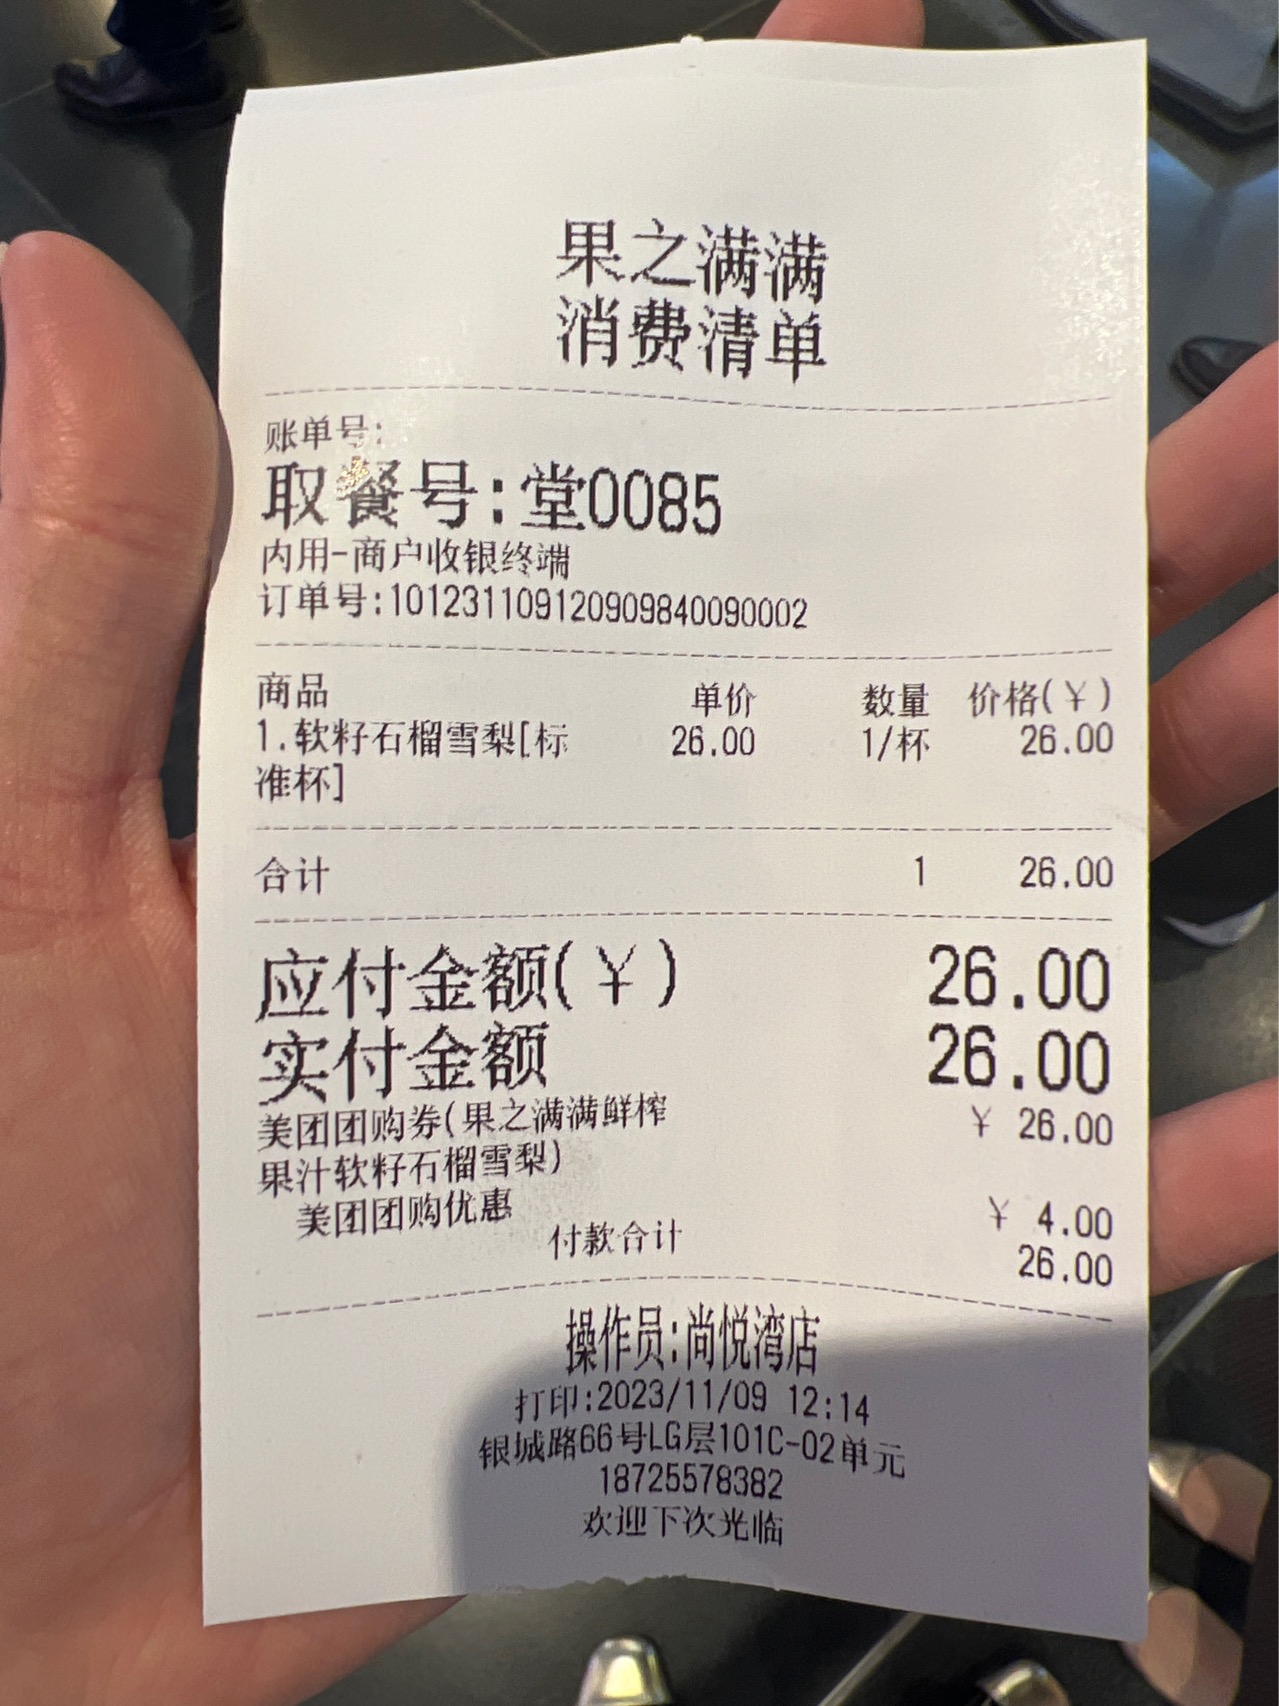 果之满满
消费清单
账单号:
取餐号:堂0085
内用-商户收银终端
订单号:101231109120909840090002
商品 单价 数量 价格(￥)
1.软籽石榴雪梨[标 26.00 1/杯 26.00
准杯]
合计 1 26.00
应付金额(￥) 26.00
实付金额 26.00
美团团购券(果之满满鲜榨 ￥ 26.00
果汁软籽石榴雪梨)
美团团购优惠 ￥ 4.00
付款合计 26.00
操作员:尚悦湾店
打印:2023/11/09 12:14
银城路66号LG层101C-02单元
18725578382
欢迎下次光临